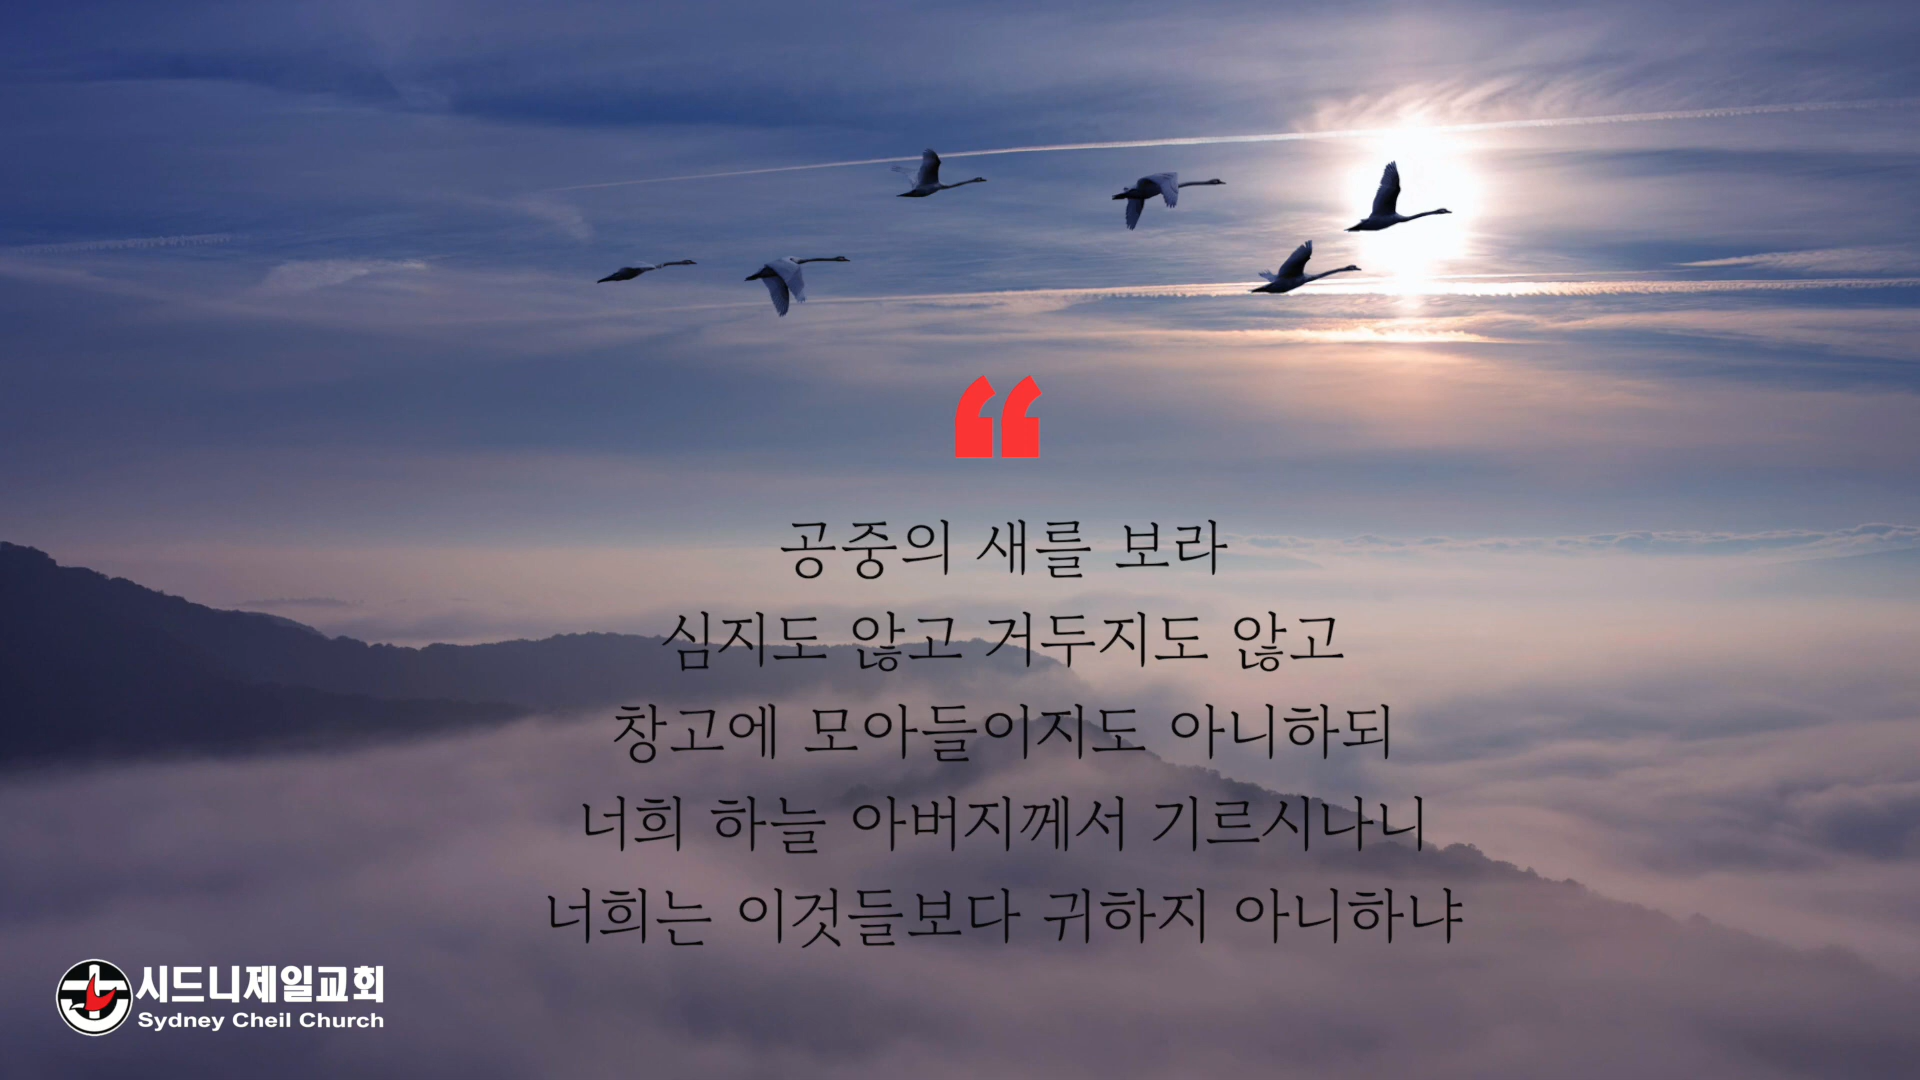 “
공중의 새를 보라
심지도 않고 거두지도 않고
창고에 모아들이지도 아니하되
너희 하늘 아버지께서 기르시나니
너희는 이것들보다 귀하지 아니하냐
시드니제일교회
Sydney Cheil Church